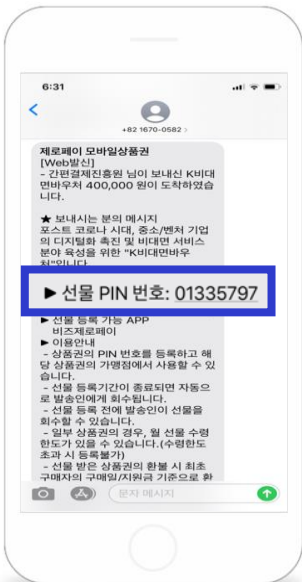 6:31
+82 1670-0582 >
제로페이 모바일상품권
[Web발신]
- 간편결제진흥원 님이 보내신 K비대
면바우처 400,000 원이 도착하였습
니다.
★ 보내시는 분의 메시지
포스트 코로나 시대, 중소/벤처 기업
의 디지털화 촉진 및 비대면 서비스
분야 육성을 위한 "K비대면바우
처"입니다
▶ 선물 PIN 번호: 01335797
▶ 선물 등록 가능 APP
비즈제로페이
▶ 이용안내
- 상품권의 PIN 번호를 등록하고 해
당 상품권의 가맹점에서 사용할 수 있
습니다.
- 선물 등록기간이 종료되면 자동으
로 발송인에게 회수됩니다.
- 선물 등록 전에 발송인이 선물을
회수할 수 있습니다.
- 일부 상품권의 경우, 월 선물 수령
한도가 있을 수 있습니다.(수령한도
초과 시 등록불가)
- 선물 받은 상품권의 환불 시 최초
구매자의 구매일/지원금 기준으로 환
문자 메시지